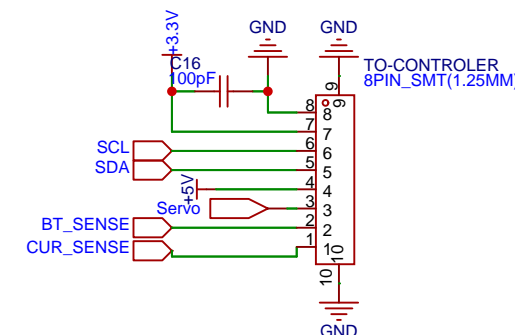 +3.3V
GND
GND
C16
100pF
TO-CONTROLER
8PIN_SMT(1.25MM)
9
9
8
8
7
7
SCL
6
6
SDA
5
5
+5V
4
4
Servo
3
3
BT_SENSE
2
2
CUR_SENSE
1
1
10
10
GND